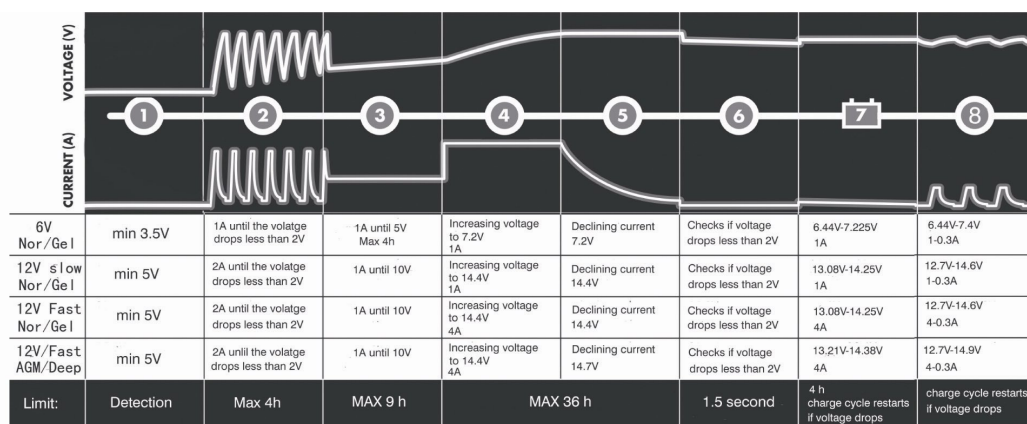 VOLTAGE (V)
1 2 3 4 5 6 7 8
CURRENT (A)
6V
Nor/Gel
min 3.5V
1A until the volatge
drops less than 2V
1A until 5V
Max 4h
Increasing voltage
to 7.2V
1A
Declining current
7.2V
Checks if voltage
drops less than 2V
6.44V-7.225V
1A
6.44V-7.4V
1-0.3A
12V slow
Nor/Gel
min 5V
2A until the volatge
drops less than 2V
1A until 10V
Increasing voltage
to 14.4V
1A
Declining current
14.4V
Checks if voltage
drops less than 2V
13.08V-14.25V
1A
12.7V-14.6V
1-0.3A
12V Fast
Nor/Gel
min 5V
2A until the volatge
drops less than 2V
1A until 10V
Increasing voltage
to 14.4V
4A
Declining current
14.4V
Checks if voltage
drops less than 2V
13.08V-14.25V
4A
12.7V-14.6V
4-0.3A
12V/Fast
AGM/Deep
min 5V
2A unlil the volatge
drops less than 2V
1A until 10V
Increasing voltage
to 14.4V
4A
Declining current
14.7V
Checks if voltage
drops less than 2V
13.21V-14.38V
4A
12.7V-14.9V
4-0.3A
Limit:
Detection
Max 4h
MAX 9 h
MAX 36 h
1.5 second
4 h
charge cycle restarts
if voltage drops
charge cycle restarts
if voltage drops